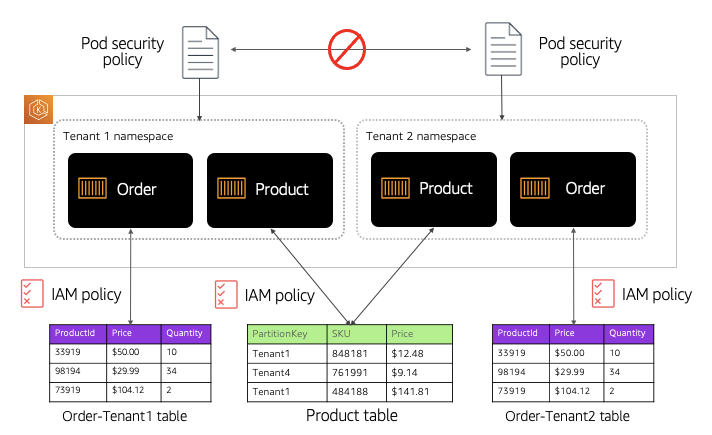 Pod security
policy
Pod security
policy
Tenant 1 namespace
Tenant 2 namespace
Order
Product
Product
Order
IAM policy
IAM policy
IAM policy
ProductId Price Quantity
33919 $50.00 10
98194 $29.99 34
73919 $104.12 2
Order-Tenant1 table
PartitionKey SKU Price
Tenant1 848181 $12.48
Tenant4 761991 $9.14
Tenant1 484188 $141.81
Product table
ProductId Price Quantity
33919 $50.00 10
98194 $29.99 34
73919 $104.12 2
Order-Tenant2 table